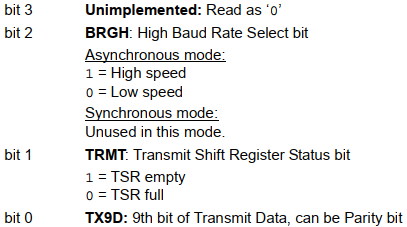 bit 3 Unimplemented: Read as ‘0’
bit 2 BRGH: High Baud Rate Select bit
Asynchronous mode:
1 = High speed
0 = Low speed
Synchronous mode:
Unused in this mode.
bit 1 TRMT: Transmit Shift Register Status bit
1 = TSR empty
0 = TSR full
bit 0 TX9D: 9th bit of Transmit Data, can be Parity bit